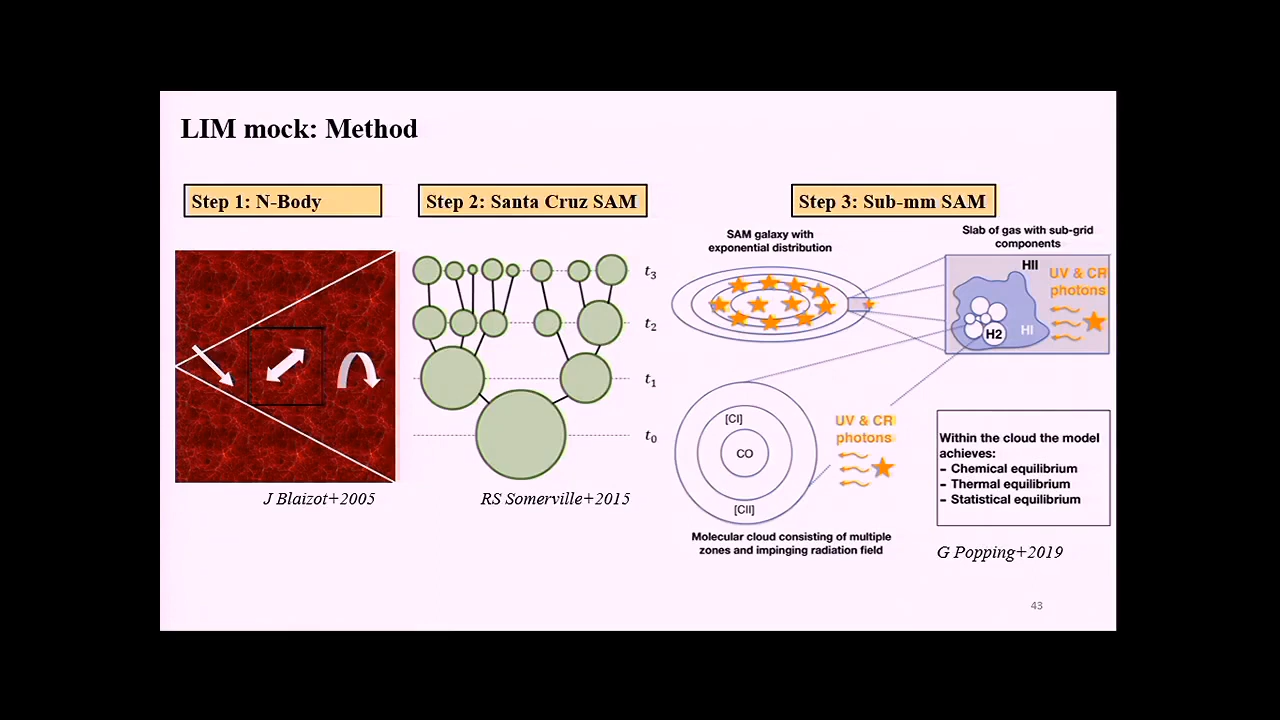 LIM mock: Method
Step 1: N-Body
J Blaizot+2005
Step 2: Santa Cruz SAM
t3
t2
t1
t0
RS Somerville+2015
Step 3: Sub-mm SAM
SAM galaxy with
exponential distribution
Slab of gas with sub-grid
components
HII
UV & CR
photons
HI
H2
[CI]
CO
[CII]
UV & CR
photons
Molecular cloud consisting of multiple
zones and impinging radiation field
Within the cloud the model
achieves:
– Chemical equilibrium
– Thermal equilibrium
– Statistical equilibrium
G Popping+2019
43